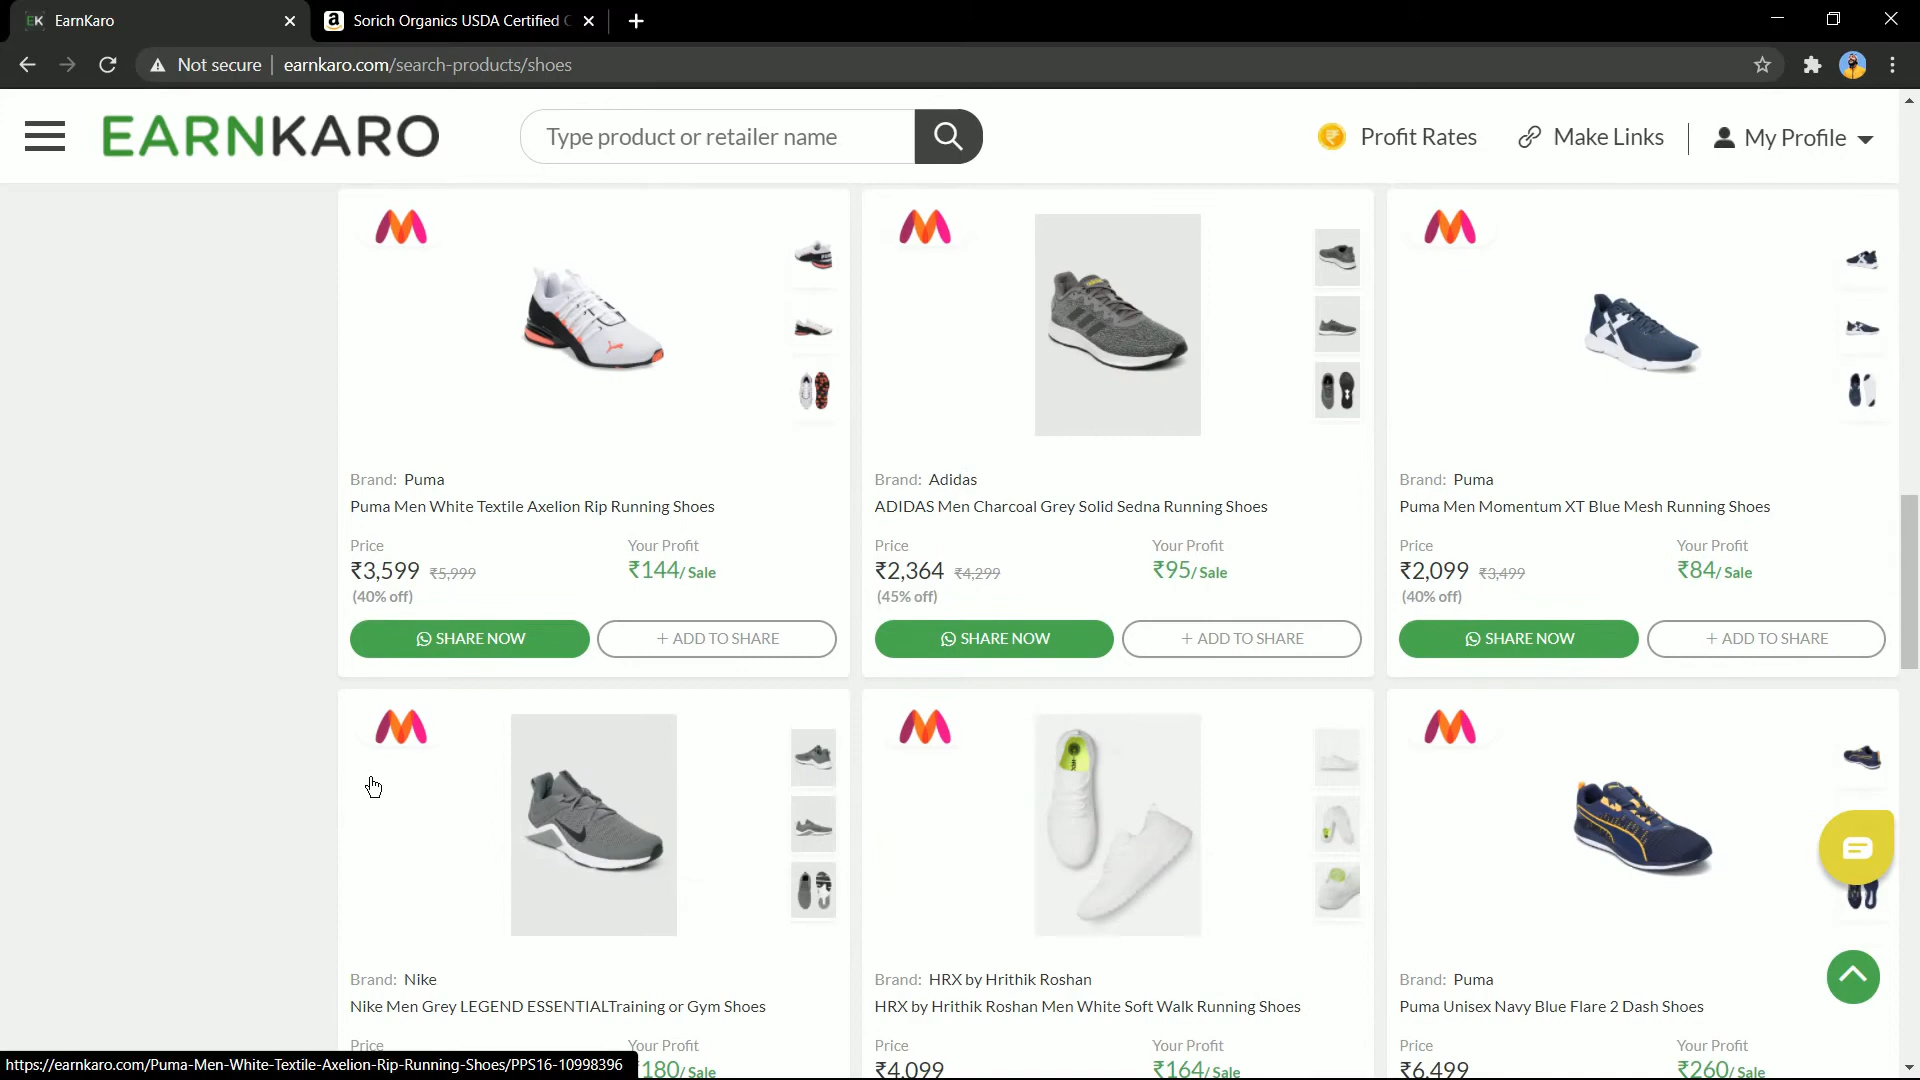 EK EarnKaro
a Sorich Organics USDA Certified
Not secure | earnkaro.com/search-products/shoes
EARNKARO
Type product or retailer name
Profit Rates
Make Links
My Profile
Brand: Puma
Puma Men White Textile Axelion Rip Running Shoes
Price
Your Profit
₹3,599 ₹5,999
₹144/ Sale
(40% off)
SHARE NOW
+ ADD TO SHARE
Brand: Adidas
ADIDAS Men Charcoal Grey Solid Sedna Running Shoes
Price
Your Profit
₹2,364 ₹4,299
₹95/ Sale
(45% off)
SHARE NOW
+ ADD TO SHARE
Brand: Puma
Puma Men Momentum XT Blue Mesh Running Shoes
Price
Your Profit
₹2,099 ₹3,499
₹84/ Sale
(40% off)
SHARE NOW
+ ADD TO SHARE
Brand: Nike
Nike Men Grey LEGEND ESSENTIALTraining or Gym Shoes
Price
Your Profit
180/ Sale
Brand: HRX by Hrithik Roshan
HRX by Hrithik Roshan Men White Soft Walk Running Shoes
Price
Your Profit
₹4,099
₹164/ Sale
Brand: Puma
Puma Unisex Navy Blue Flare 2 Dash Shoes
Price
Your Profit
₹6,499
₹260/ Sale
https://earnkaro.com/Puma-Men-White-Textile-Axelion-Rip-Running-Shoes/PPS16-10998396